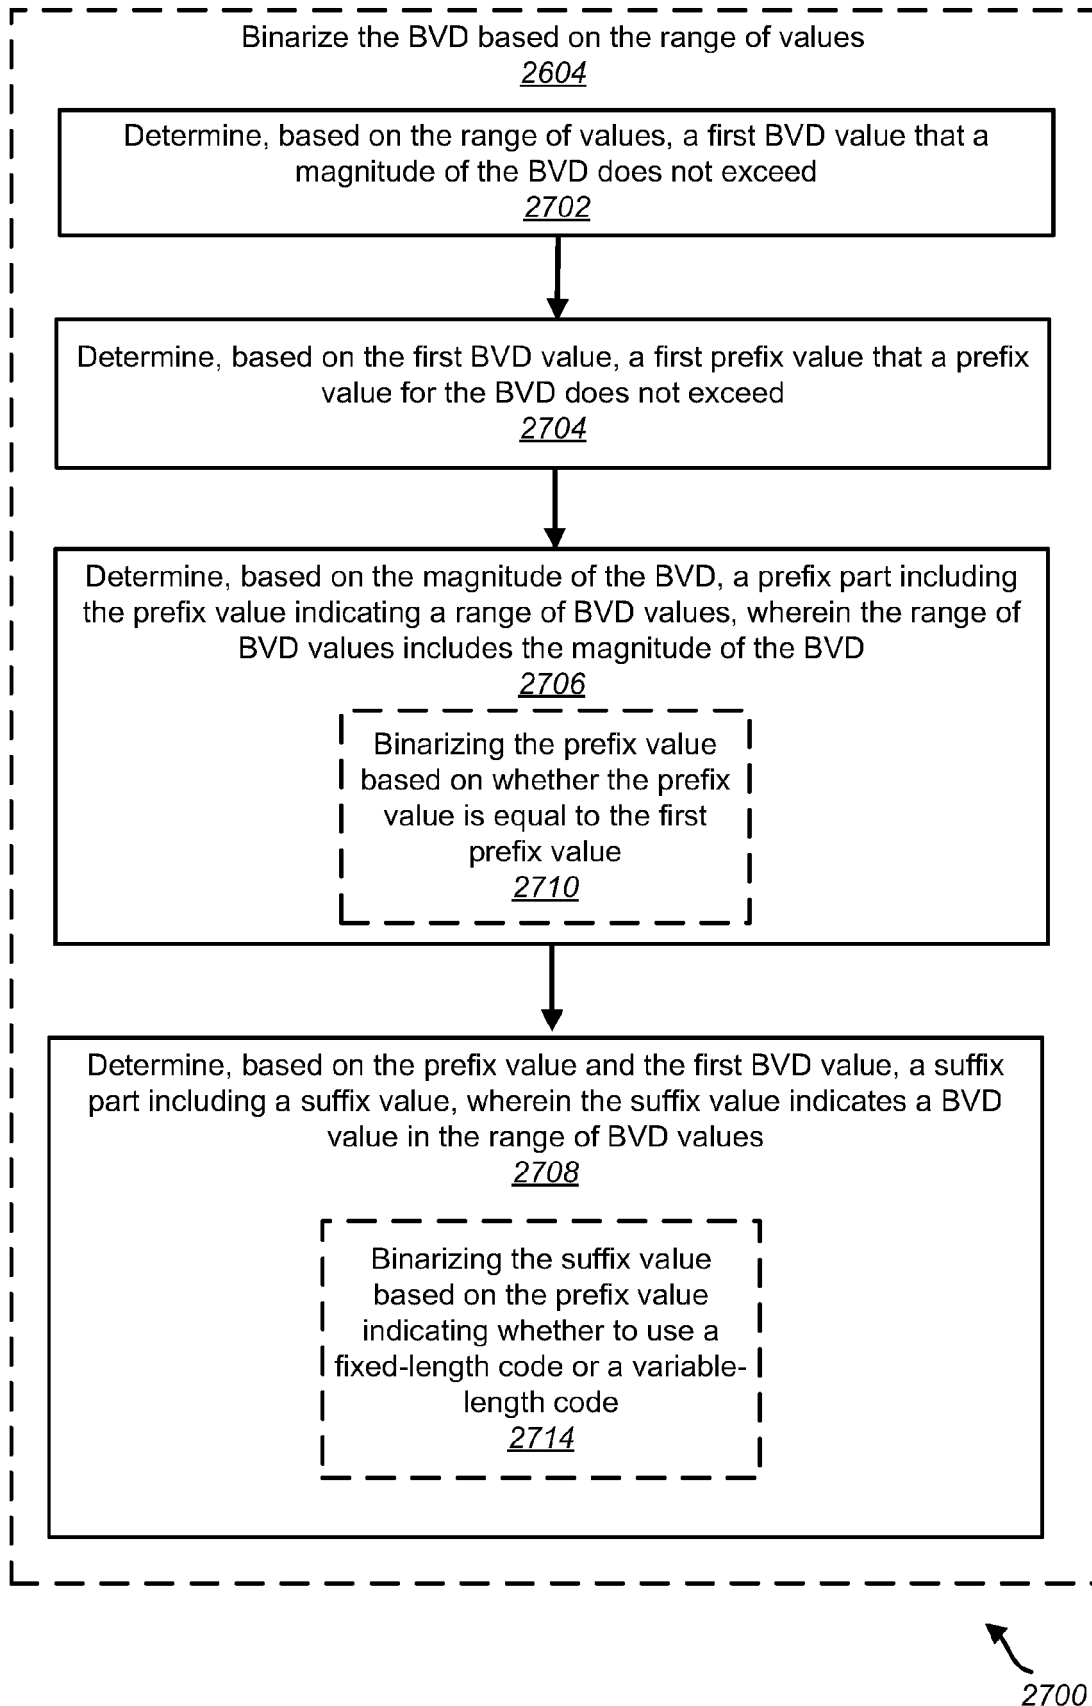 Binarize the BVD based on the range of values
2604
Determine, based on the range of values, a first BVD value that a
magnitude of the BVD does not exceed
2702
Determine, based on the first BVD value, a first prefix value that a prefix
value for the BVD does not exceed
2704
Determine, based on the magnitude of the BVD, a prefix part including
the prefix value indicating a range of BVD values, wherein the range of
BVD values includes the magnitude of the BVD
2706
Binarizing the prefix value
based on whether the prefix
value is equal to the first
prefix value
2710
Determine, based on the prefix value and the first BVD value, a suffix
part including a suffix value, wherein the suffix value indicates a BVD
value in the range of BVD values
2708
Binarizing the suffix value
based on the prefix value
indicating whether to use a
fixed-length code or a variable-
length code
2714
2700